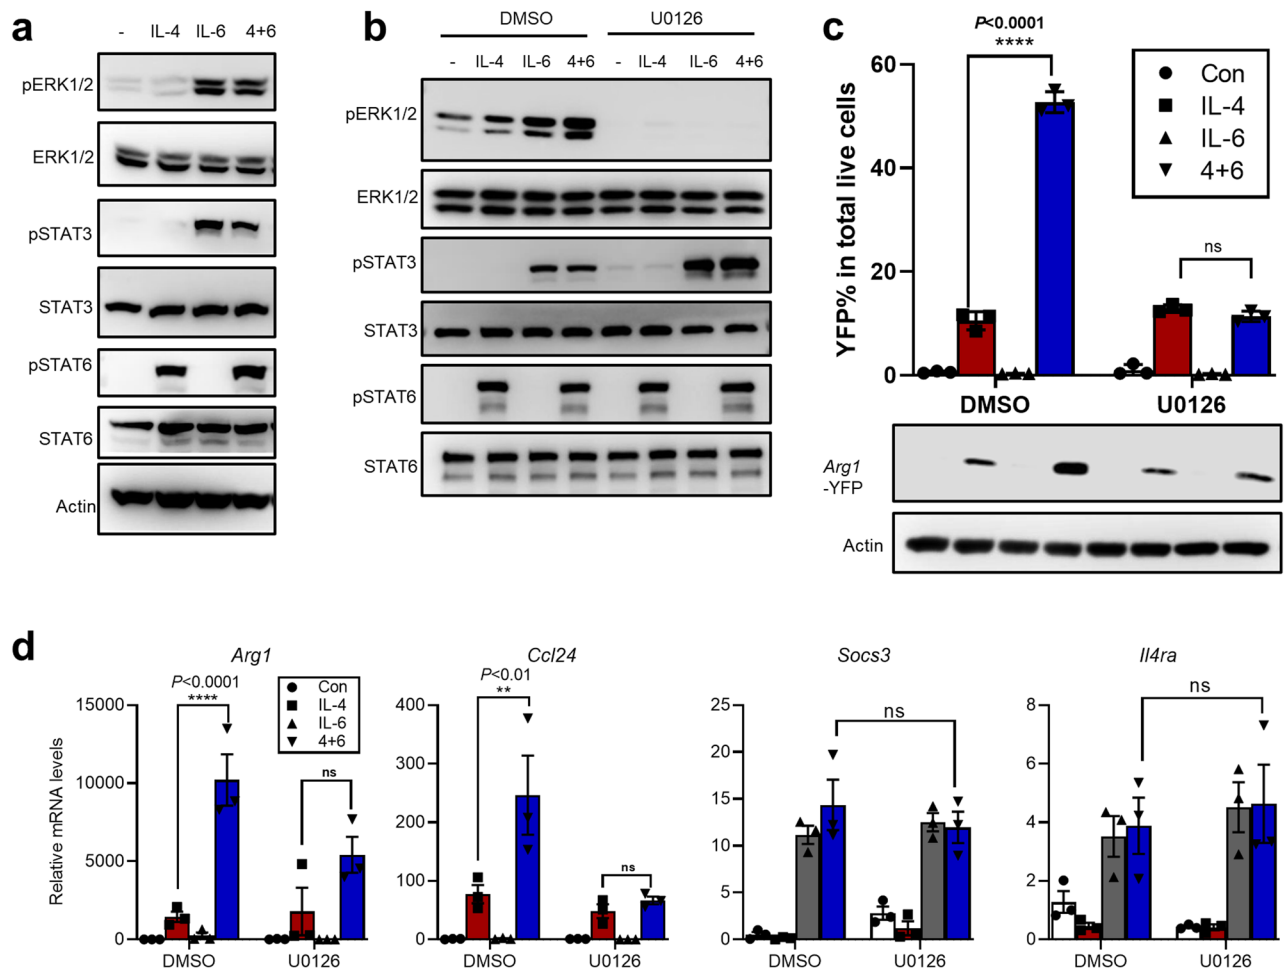 a
- IL-4 IL-6 4+6
pERK1/2
ERK1/2
pSTAT3
STAT3
pSTAT6
STAT6
Actin
b
DMSO U0126
- IL-4 IL-6 4+6 - IL-4 IL-6 4+6
pERK1/2
ERK1/2
pSTAT3
STAT3
pSTAT6
STAT6
c
P<0.0001
****
YFP% in total live cells
60
40
20
0
ns
Con
IL-4
IL-6
4+6
DMSO U0126
Arg1
-YFP
Actin
d
Relative mRNA levels
Arg1
P<0.0001
****
ns
Con
IL-4
IL-6
4+6
15000
10000
5000
0
DMSO U0126
Ccl24
P<0.01
**
ns
400
300
200
100
0
DMSO U0126
Socs3
ns
25
20
15
10
5
0
DMSO U0126
Il4ra
ns
8
6
4
2
0
DMSO U0126